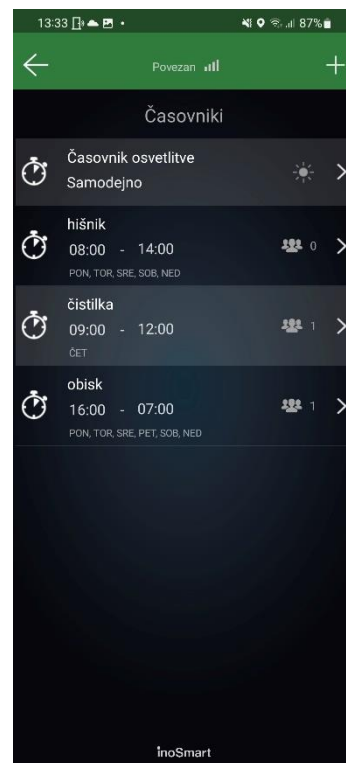 13:33 87%
Povezan
Časovniki
Časovnik osvetlitve
Samodejno
hišnik
08:00 - 14:00 0
PON, TOR, SRE, SOB, NED
čistilka
09:00 - 12:00 1
ČET
obisk
16:00 - 07:00 1
PON, TOR, SRE, PET, SOB, NED
inoSmart